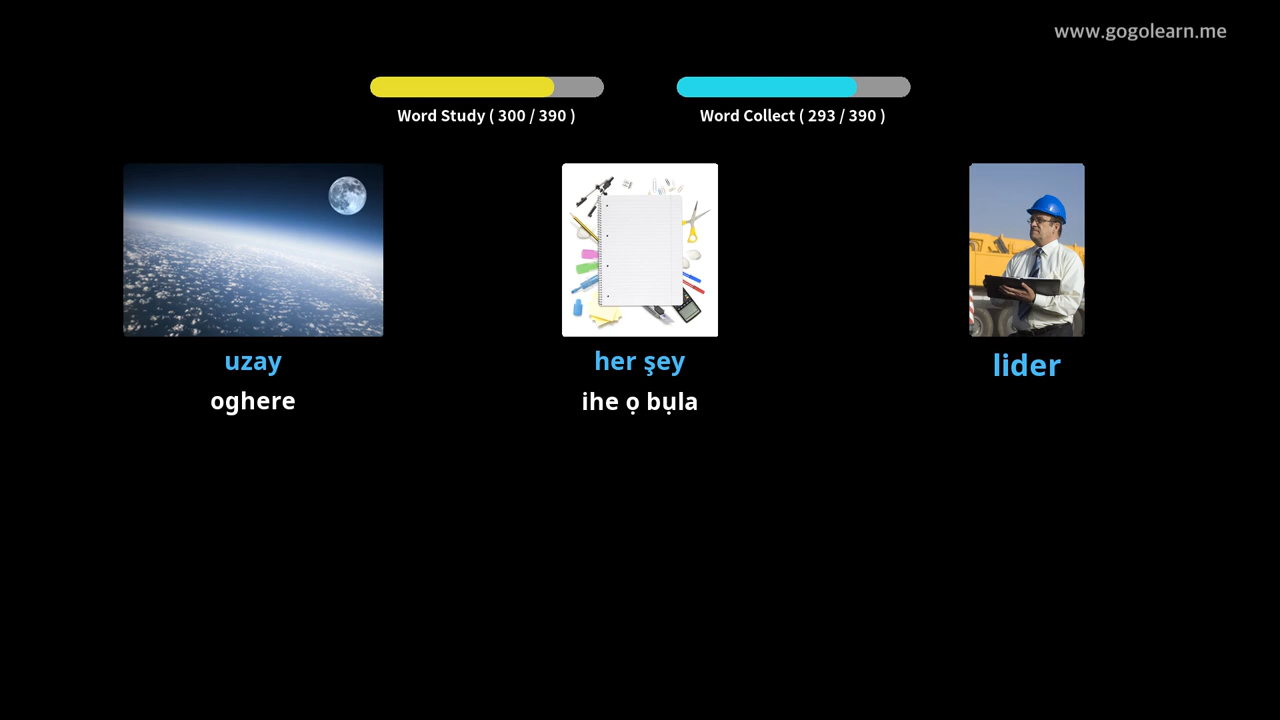 www.gogolearn.me
Word Study ( 300 / 390 )
Word Collect ( 293 / 390 )
uzay
oghere
her şey
ihe ọ bụla
lider